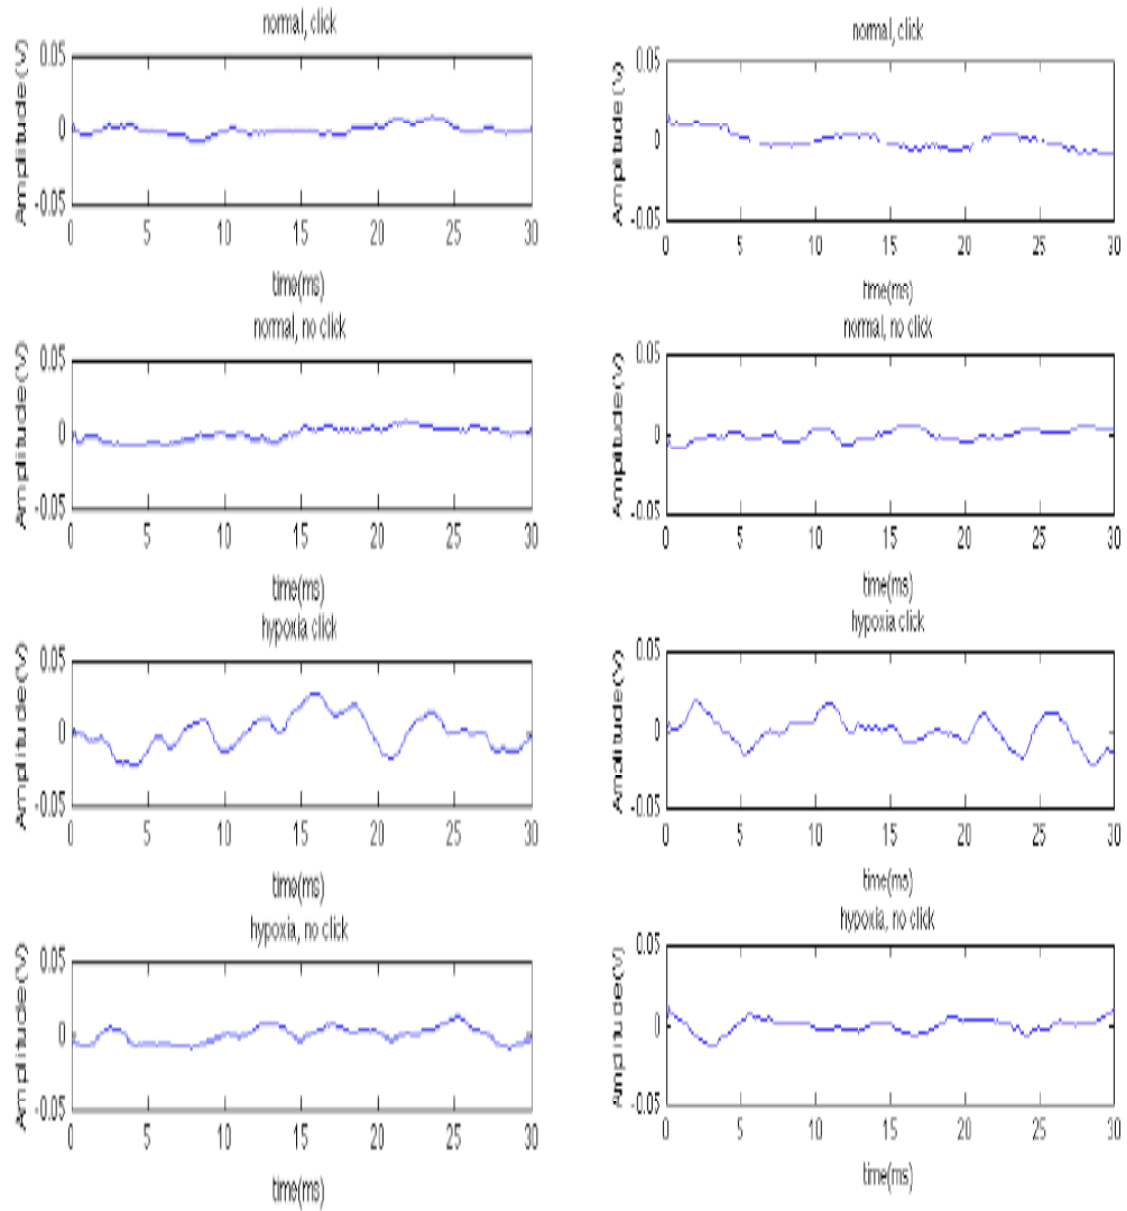 normal, click
Amplitude(V)
0.05
0
-0.05
0 5 10 15 20 25 30
time(ms)
normal, click
Amplitude(V)
0.05
0
-0.05
0 5 10 15 20 25 30
time(ms)
normal, no click
Amplitude(V)
0.05
0
-0.05
0 5 10 15 20 25 30
time(ms)
normal, no click
Amplitude(V)
0.05
0
-0.05
0 5 10 15 20 25 30
time(ms)
hypoxia click
Amplitude(V)
0.05
0
-0.05
0 5 10 15 20 25 30
time(ms)
hypoxia click
Amplitude(V)
0.05
0
-0.05
0 5 10 15 20 25 30
time(ms)
hypoxia, no click
Amplitude(V)
0.05
0
-0.05
0 5 10 15 20 25 30
time(ms)
hypoxia, no click
Amplitude(V)
0.05
0
-0.05
0 5 10 15 20 25 30
time(ms)